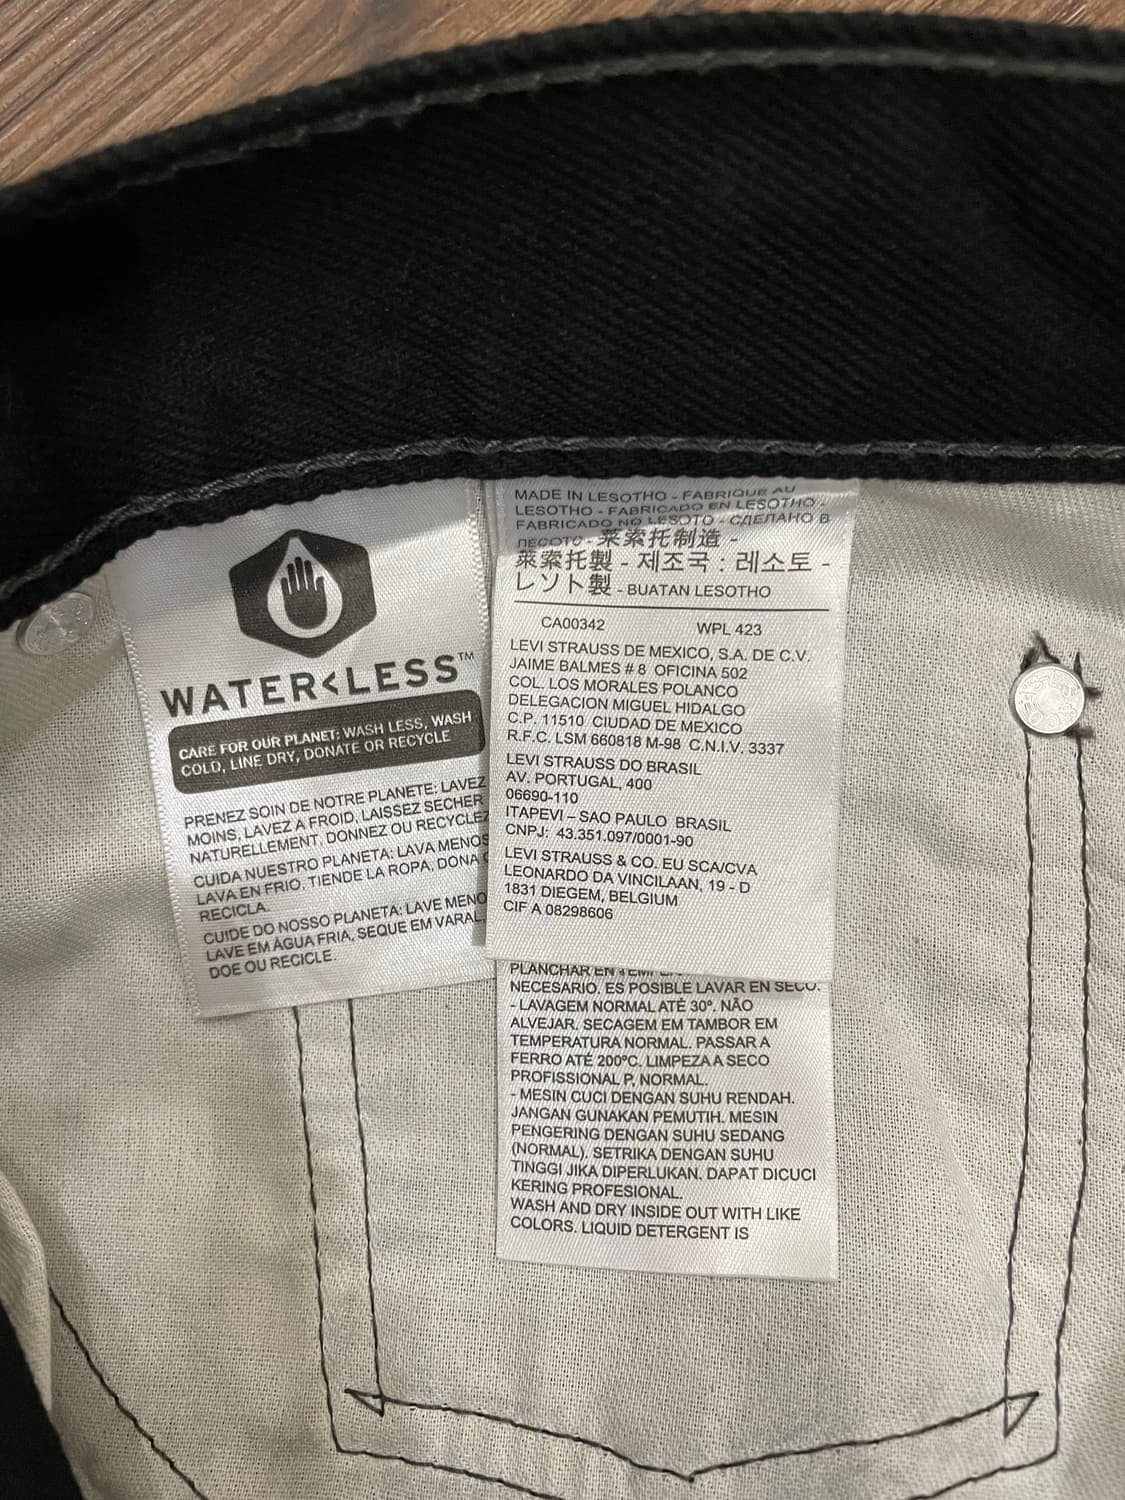 WATER<LESS™
CARE FOR OUR PLANET: WASH LESS, WASH
COLD, LINE DRY, DONATE OR RECYCLE
PRENEZ SOIN DE NOTRE PLANETE: LAVEZ
MOINS, LAVEZ A FROID, LAISSEZ SECHER
NATURELLEMENT, DONNEZ OU RECYCLEZ
CUIDA NUESTRO PLANETA: LAVA MENOS
LAVA EN FRIO, TIENDE LA ROPA, DONA
RECICLA.
CUIDE DO NOSSO PLANETA: LAVE MENO
LAVE EM ÀGUA FRIA, SEQUE EM VARAL,
DOE OU RECICLE.
MADE IN LESOTHO - FABRIQUE AU
LESOTHO - FABRICADO EN LESOTHO -
FABRICADO NO LESOTO - СДЕЛАНО В
ЛЕСОТО - 莱索托制造 -
萊索托製 - 제조국 : 레소토 -
レソト製 - BUATAN LESOTHO
CA00342 WPL 423
LEVI STRAUSS DE MEXICO, S.A. DE C.V.
JAIME BALMES # 8 OFICINA 502
COL. LOS MORALES POLANCO
DELEGACION MIGUEL HIDALGO
C.P. 11510 CIUDAD DE MEXICO
R.F.C. LSM 660818 M-98 C.N.I.V. 3337
LEVI STRAUSS DO BRASIL
AV. PORTUGAL, 400
06690-110
ITAPEVI – SAO PAULO BRASIL
CNPJ: 43.351.097/0001-90
LEVI STRAUSS & CO. EU SCA/CVA
LEONARDO DA VINCILAAN, 19 - D
1831 DIEGEM, BELGIUM
CIF A 08298606
PLANCHAR EN
NECESARIO. ES POSIBLE LAVAR EN SECO.
- LAVAGEM NORMAL ATÉ 30º. NÃO
ALVEJAR. SECAGEM EM TAMBOR EM
TEMPERATURA NORMAL. PASSAR A
FERRO ATÉ 200ºC. LIMPEZA A SECO
PROFISSIONAL P, NORMAL.
- MESIN CUCI DENGAN SUHU RENDAH.
JANGAN GUNAKAN PEMUTIH. MESIN
PENGERING DENGAN SUHU SEDANG
(NORMAL). SETRIKA DENGAN SUHU
TINGGI JIKA DIPERLUKAN. DAPAT DICUCI
KERING PROFESIONAL.
WASH AND DRY INSIDE OUT WITH LIKE
COLORS. LIQUID DETERGENT IS